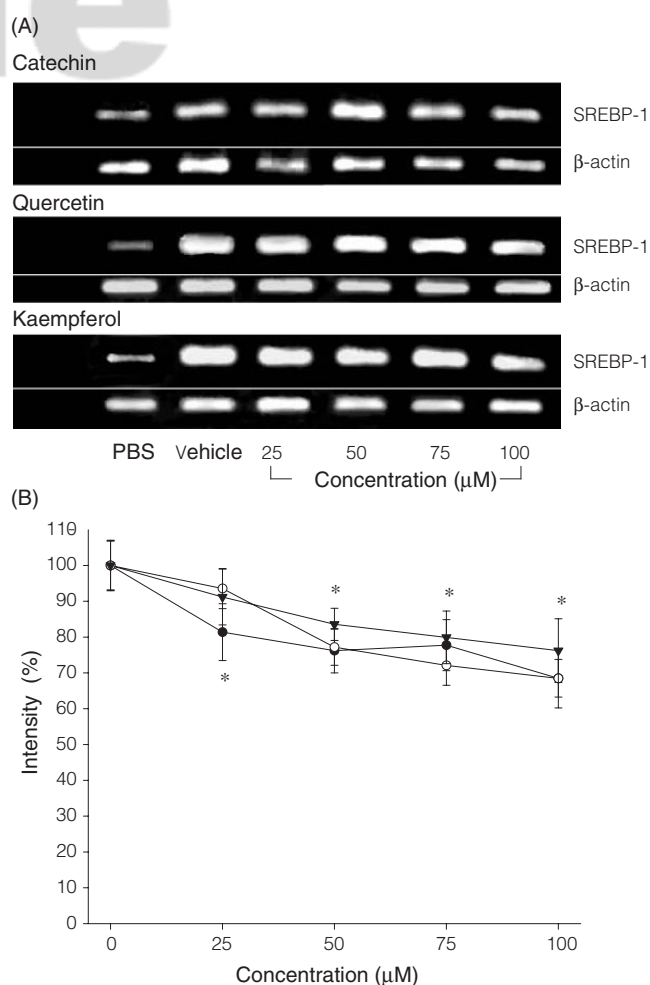 (A)
Catechin
SREBP-1
β-actin
Quercetin
SREBP-1
β-actin
Kaempferol
SREBP-1
β-actin
PBS Vehicle 25 50 75 100
Concentration (μM)
(B)
110
100
90
80
70
60
50
40
30
20
10
0
Intensity (%)
* * * *
0 25 50 75 100
Concentration (μM)